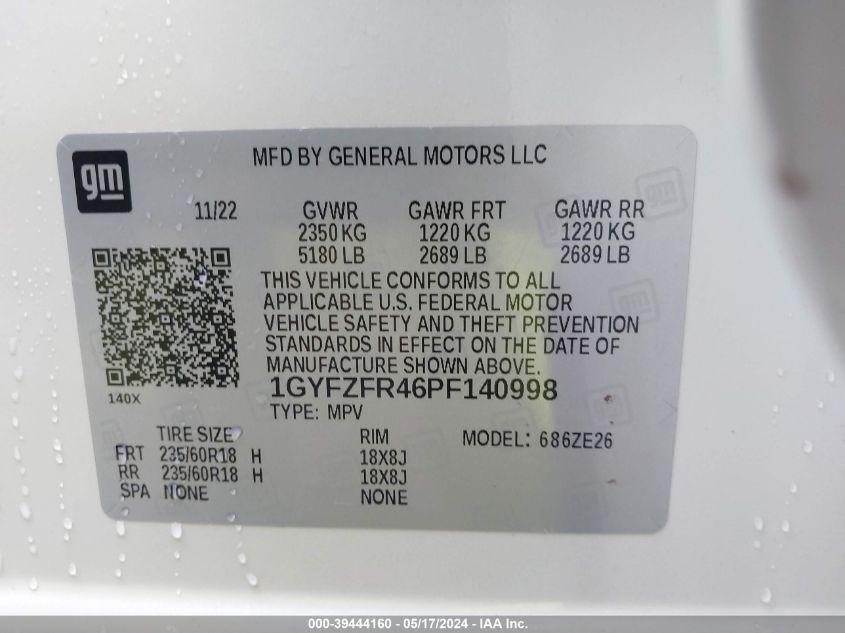 gm
MFD BY GENERAL MOTORS LLC
11/22 GVWR GAWR FRT GAWR RR
2350 KG 1220 KG 1220 KG
5180 LB 2689 LB 2689 LB
THIS VEHICLE CONFORMS TO ALL
APPLICABLE U.S. FEDERAL MOTOR
VEHICLE SAFETY AND THEFT PREVENTION
STANDARDS IN EFFECT ON THE DATE OF
MANUFACTURE SHOWN ABOVE.
140X
1GYFZFR46PF140998
TYPE: MPV
TIRE SIZE RIM MODEL: 686ZE26
FRT 235/60R18 H 18X8J
RR 235/60R18 H 18X8J
SPA NONE NONE
000-39444160 - 05/17/2024 - IAA Inc.